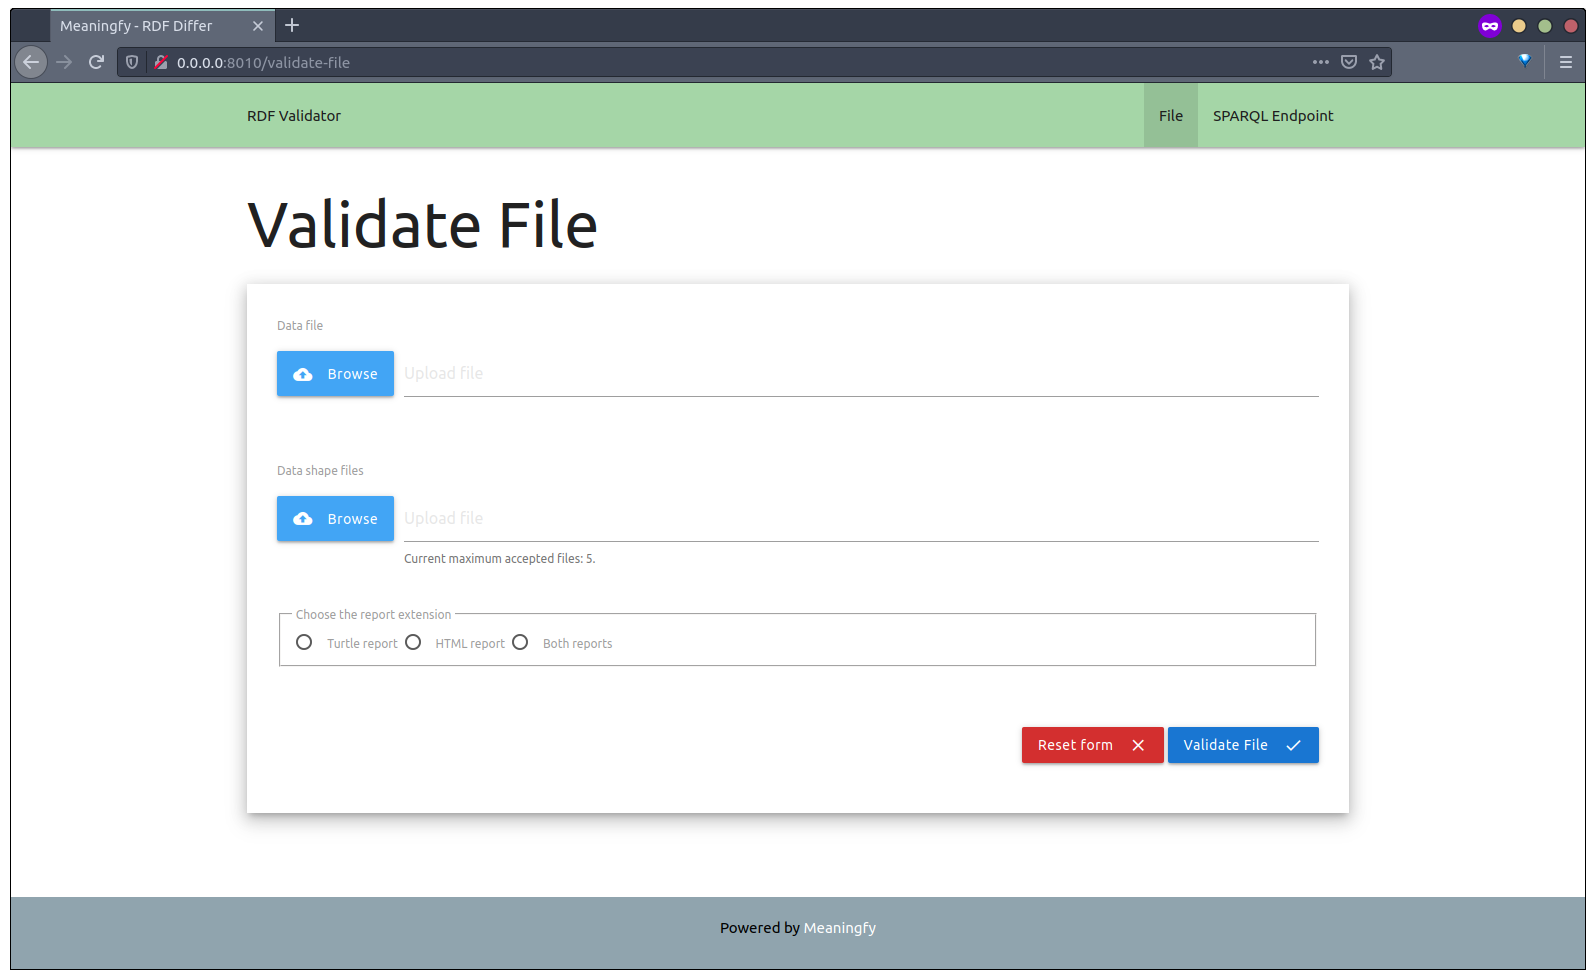 Meaningfy - RDF Differ
0.0.0.0:8010/validate-file
RDF Validator
File
SPARQL Endpoint
Validate File
Data file
Browse
Upload file
Data shape files
Browse
Upload file
Current maximum accepted files: 5.
Choose the report extension
Turtle report
HTML report
Both reports
Reset form
Validate File
Powered by Meaningfy